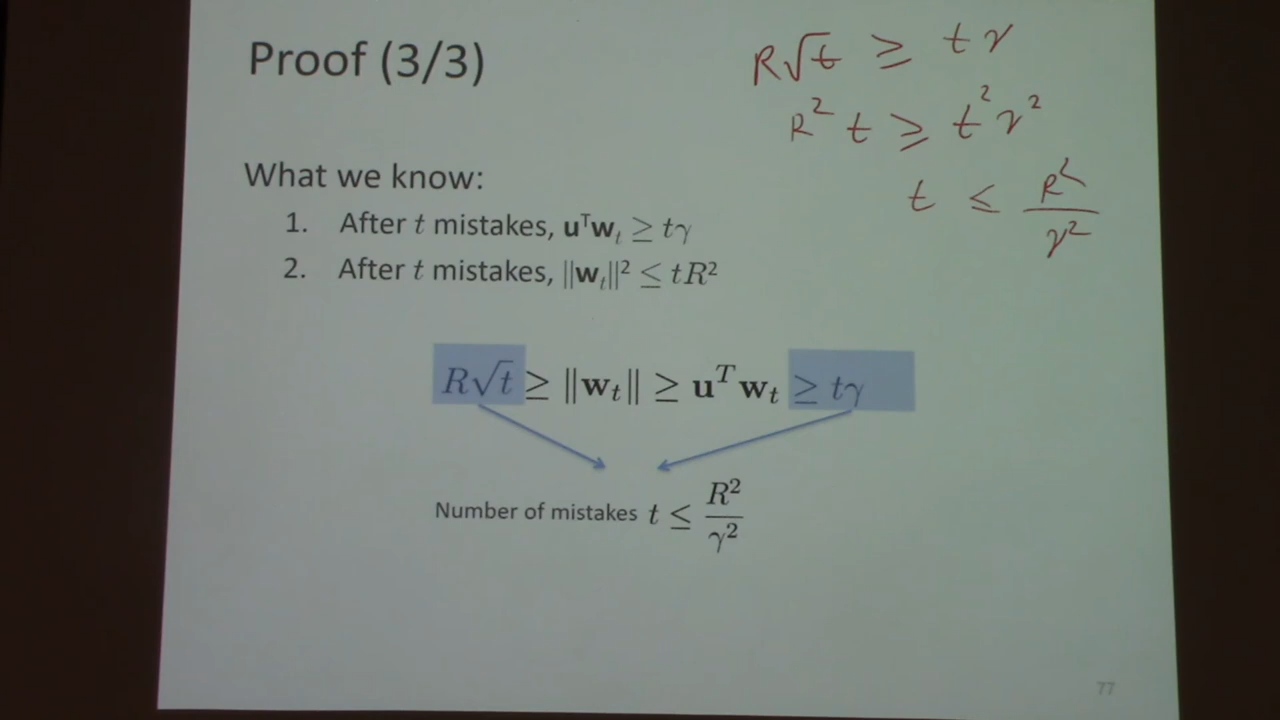 Proof (3/3)
R√t ≥ tγ
R² t ≥ t² γ²
t ≤ R²/γ²
What we know:
1. After t mistakes, uᵀwₜ ≥ tγ
2. After t mistakes, ||wₜ||² ≤ tR²
R√t ≥ ||wₜ|| ≥ uᵀwₜ ≥ tγ
Number of mistakes t ≤ R²/γ²
77